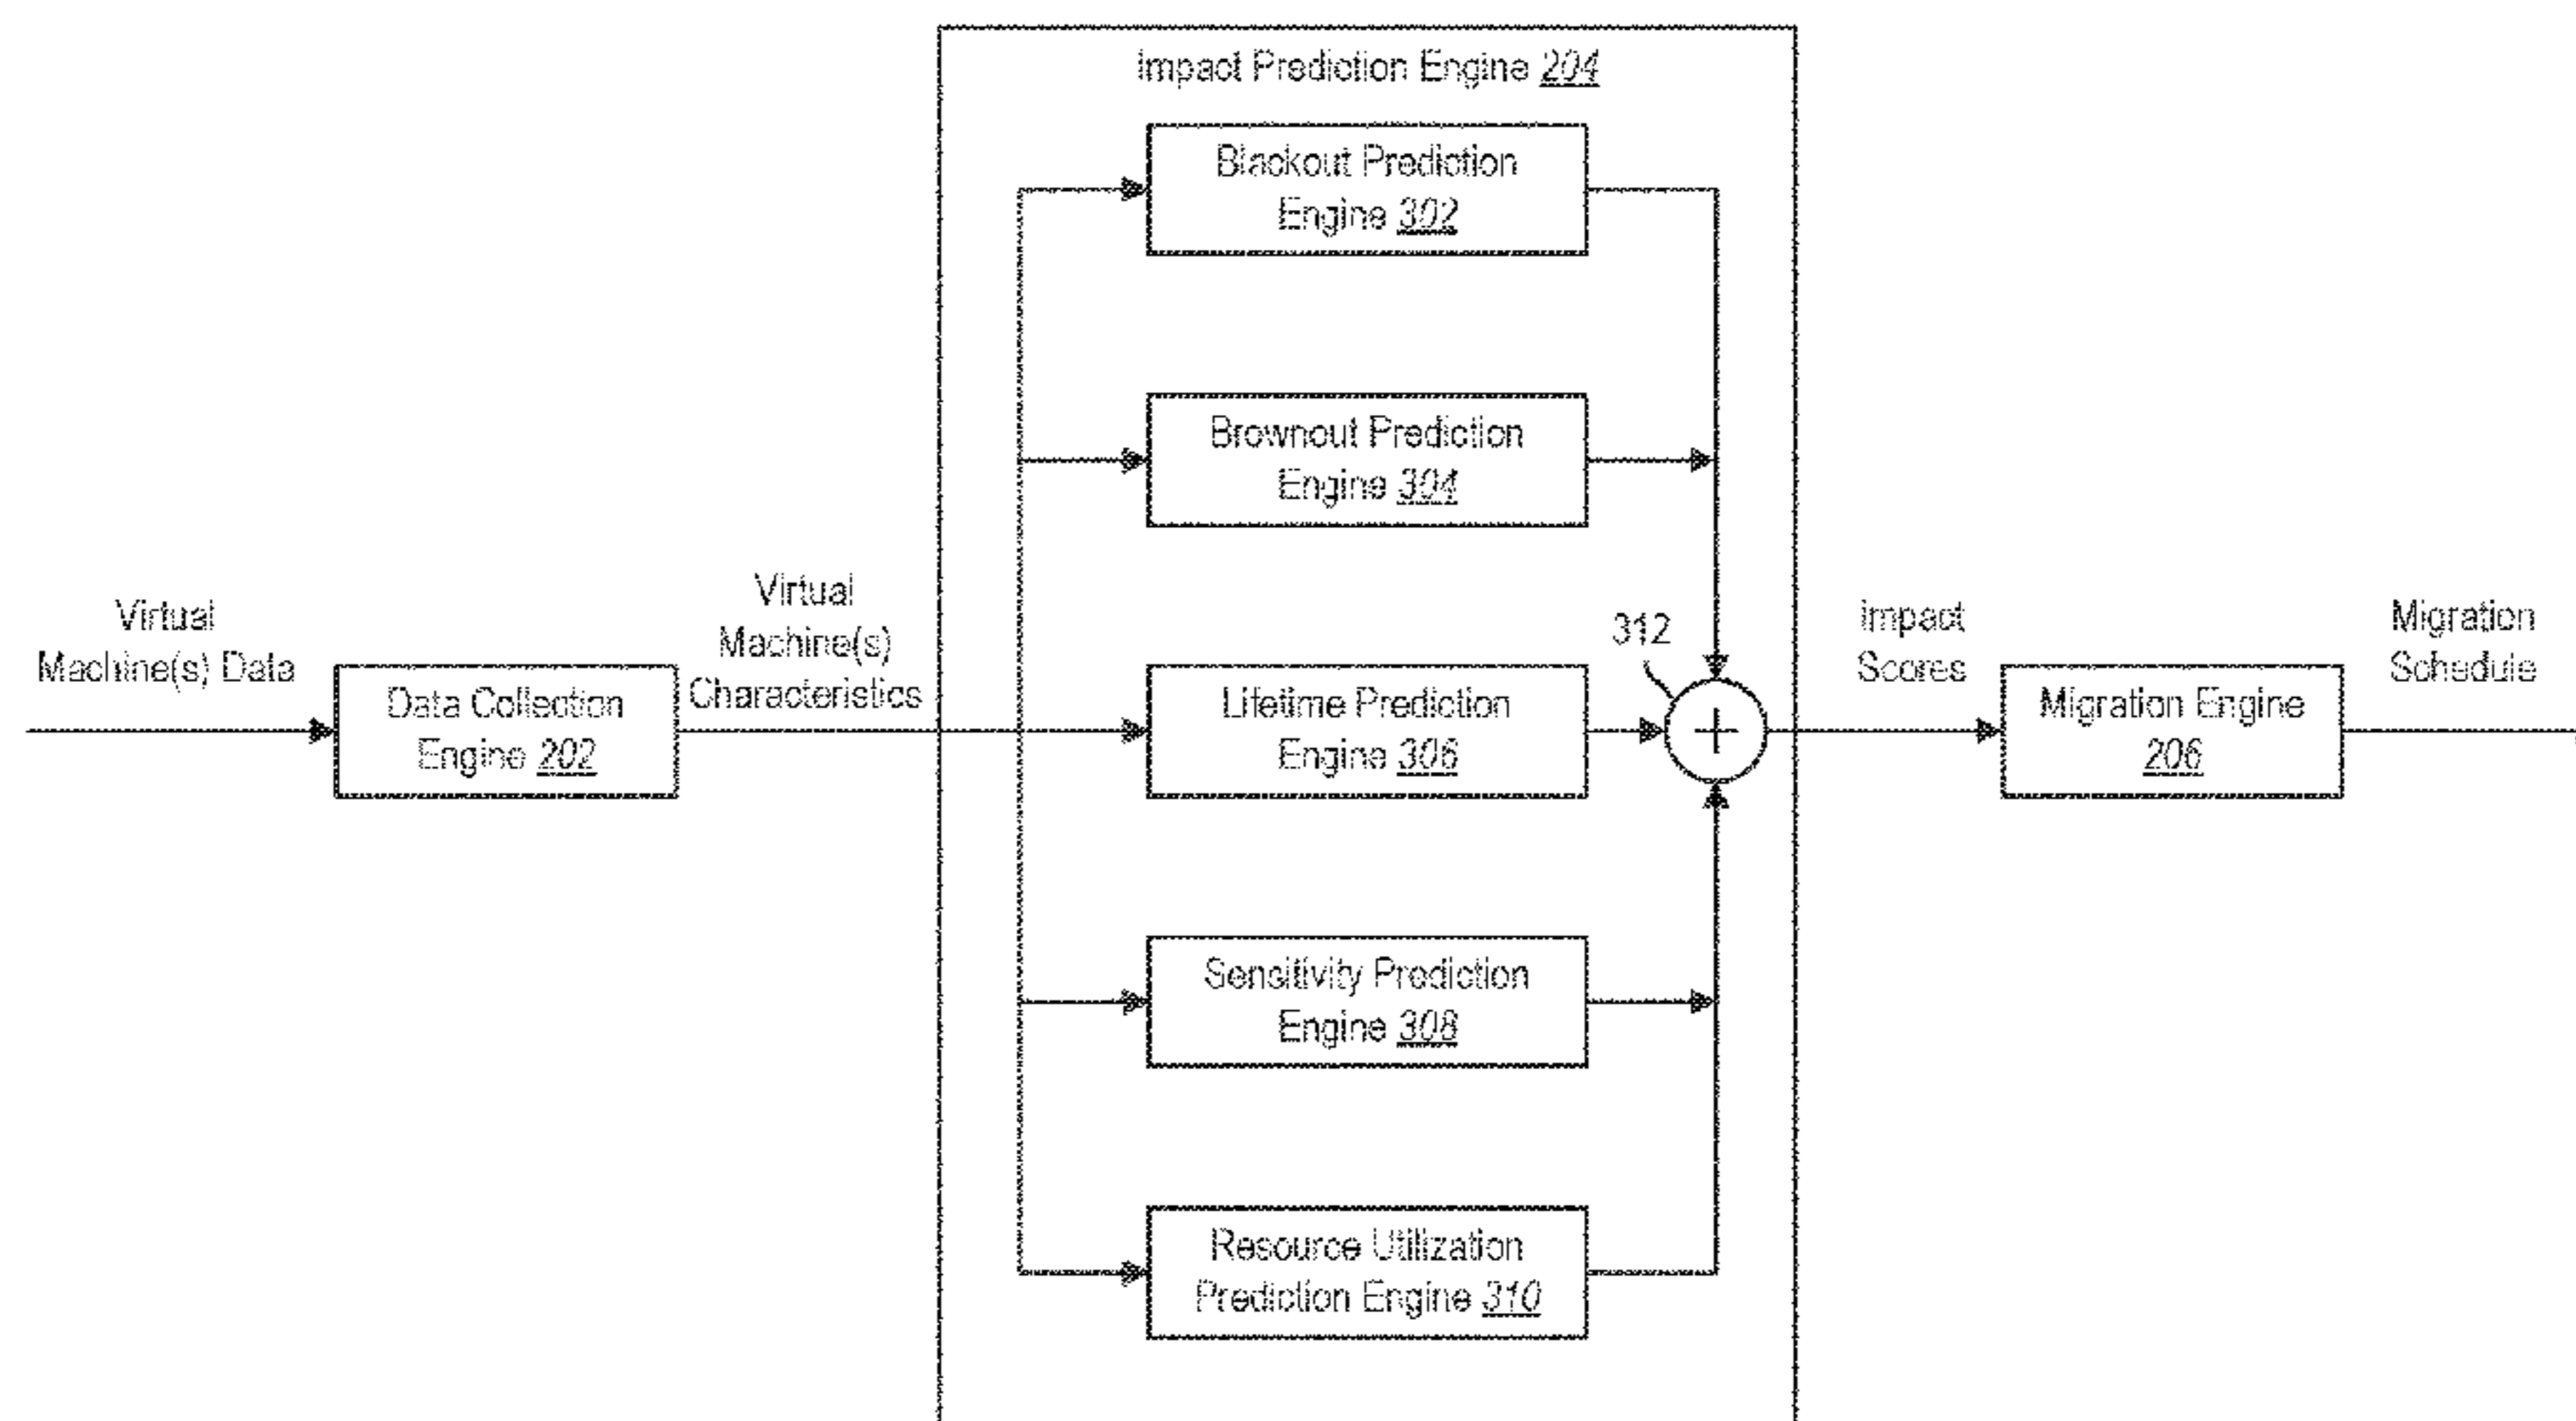 Impact Prediction Engine 204
Blackout Prediction
Engine 302
Brownout Prediction
Engine 304
Virtual
Machine(s) Data
Data Collection
Engine 202
Virtual
Machine(s)
Characteristics
Lifetime Prediction
Engine 306
312
+
Impact
Scores
Migration Engine
206
Migration
Schedule
Sensitivity Prediction
Engine 308
Resource Utilization
Prediction Engine 310